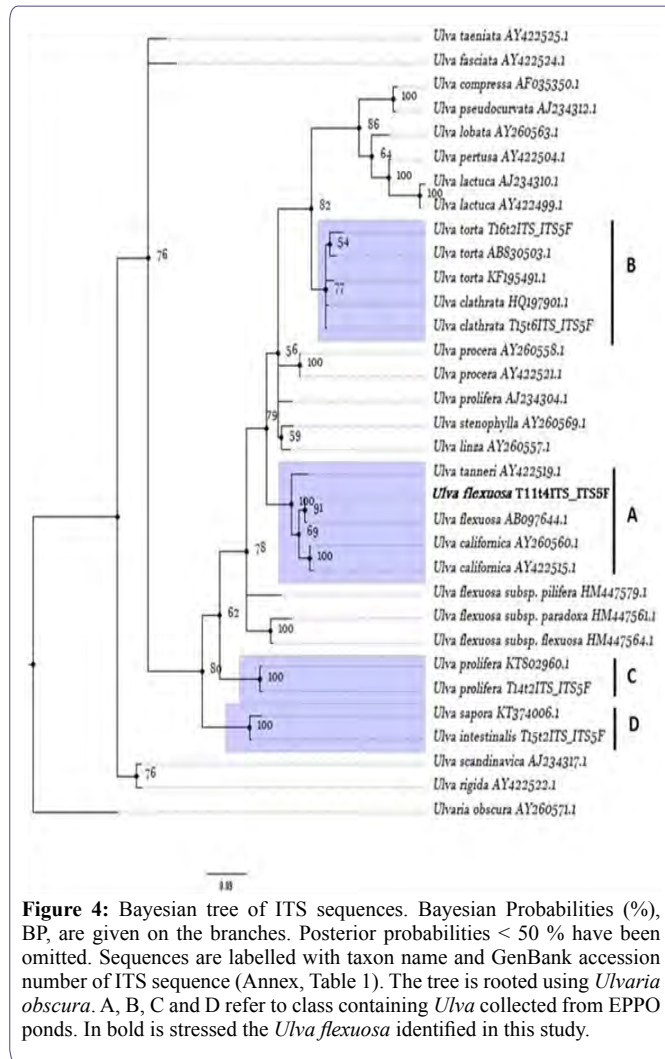 Ulva taeniata AY422525.1
Ulva fasciata AY422524.1
Ulva compressa AF035350.1
100
Ulva pseudocurvata AJ234312.1
86
Ulva lobata AY260563.1
64
Ulva pertusa AY422504.1
100
Ulva lactuca AJ234310.1
100
Ulva lactuca AY422499.1
82
Ulva torta T16t2ITS_ITS5F
54
Ulva torta AB830503.1
76
B
77
Ulva torta KF195491.1
Ulva clathrata HQ197901.1
Ulva clathrata T15t6ITS_ITS5F
56
Ulva procera AY260558.1
100
Ulva procera AY422521.1
Ulva prolifera AJ234304.1
79
Ulva stenophylla AY260569.1
59
Ulva linza AY260557.1
Ulva tanneri AY422519.1
100
Ulva flexuosa T11t4ITS_ITS5F
91
A
Ulva flexuosa AB097644.1
69
Ulva californica AY260560.1
100
78
Ulva californica AY422515.1
Ulva flexuosa subsp. pilifera HM447579.1
62
Ulva flexuosa subsp. paradoxa HM447561.1
100
Ulva flexuosa subsp. flexuosa HM447564.1
80
Ulva prolifera KT802960.1
100
C
Ulva prolifera T14t2ITS_ITS5F
Ulva sapora KT374006.1
100
D
Ulva intestinalis T15t2ITS_ITS5F
Ulva scandinavica AJ234317.1
76
Ulva rigida AY422522.1
Ulvaria obscura AY260571.1
Figure 4: Bayesian tree of ITS sequences. Bayesian Probabilities (%),
BP, are given on the branches. Posterior probabilities < 50 % have been
omitted. Sequences are labelled with taxon name and GenBank accession
number of ITS sequence (Annex, Table 1). The tree is rooted using Ulvaria
obscura. A, B, C and D refer to class containing Ulva collected from EPPO
ponds. In bold is stressed the Ulva flexuosa identified in this study.